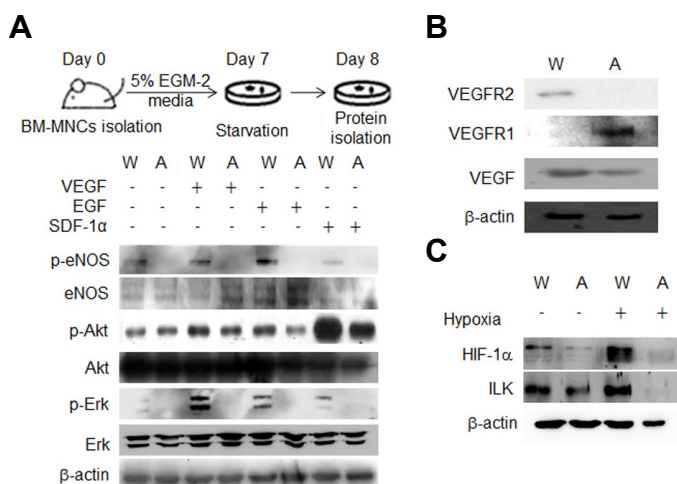 A
Day 0 Day 7 Day 8
5% EGM-2
media
BM-MNCs isolation Starvation Protein
isolation
W A W A W A W A
VEGF - - + + - - - -
EGF - - - - + + - -
SDF-1α - - - - - - + +
p-eNOS
eNOS
p-Akt
Akt
p-Erk
Erk
β-actin
B
W A
VEGFR2
VEGFR1
VEGF
β-actin
C
W A W A
Hypoxia - - + +
HIF-1α
ILK
β-actin